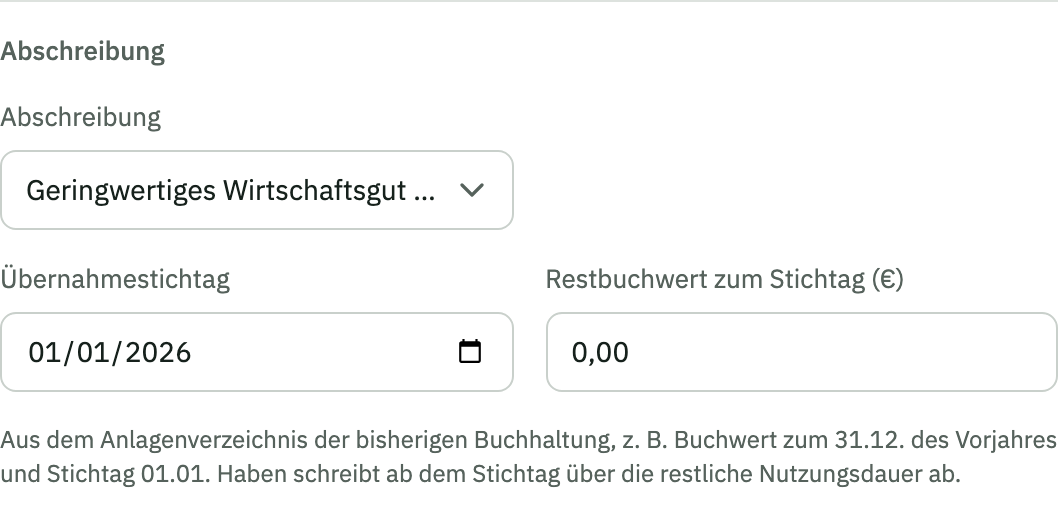 Abschreibung
Abschreibung
Geringwertiges Wirtschaftsgut ...
Übernahmestichtag
Restbuchwert zum Stichtag (€)
01/01/2026
0,00
Aus dem Anlagenverzeichnis der bisherigen Buchhaltung, z. B. Buchwert zum 31.12. des Vorjahres
und Stichtag 01.01. Haben schreibt ab dem Stichtag über die restliche Nutzungsdauer ab.